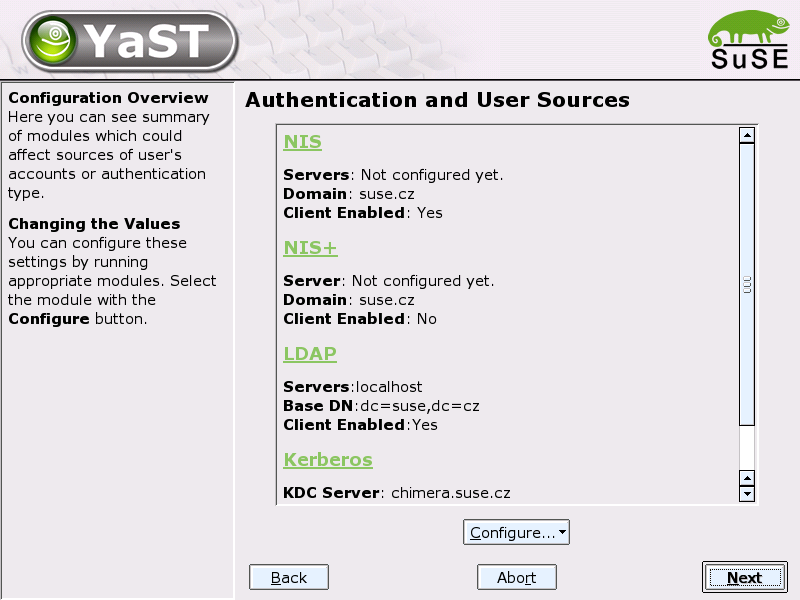 YaST
SuSE
Configuration Overview
Here you can see summary
of modules which could
affect sources of user's
accounts or authentication
type.
Changing the Values
You can configure these
settings by running
appropriate modules. Select
the module with the
Configure button.
Authentication and User Sources
NIS
Servers: Not configured yet.
Domain: suse.cz
Client Enabled: Yes
NIS+
Server: Not configured yet.
Domain: suse.cz
Client Enabled: No
LDAP
Servers:localhost
Base DN:dc=suse,dc=cz
Client Enabled:Yes
Kerberos
KDC Server: chimera.suse.cz
Configure...
Back
Abort
Next